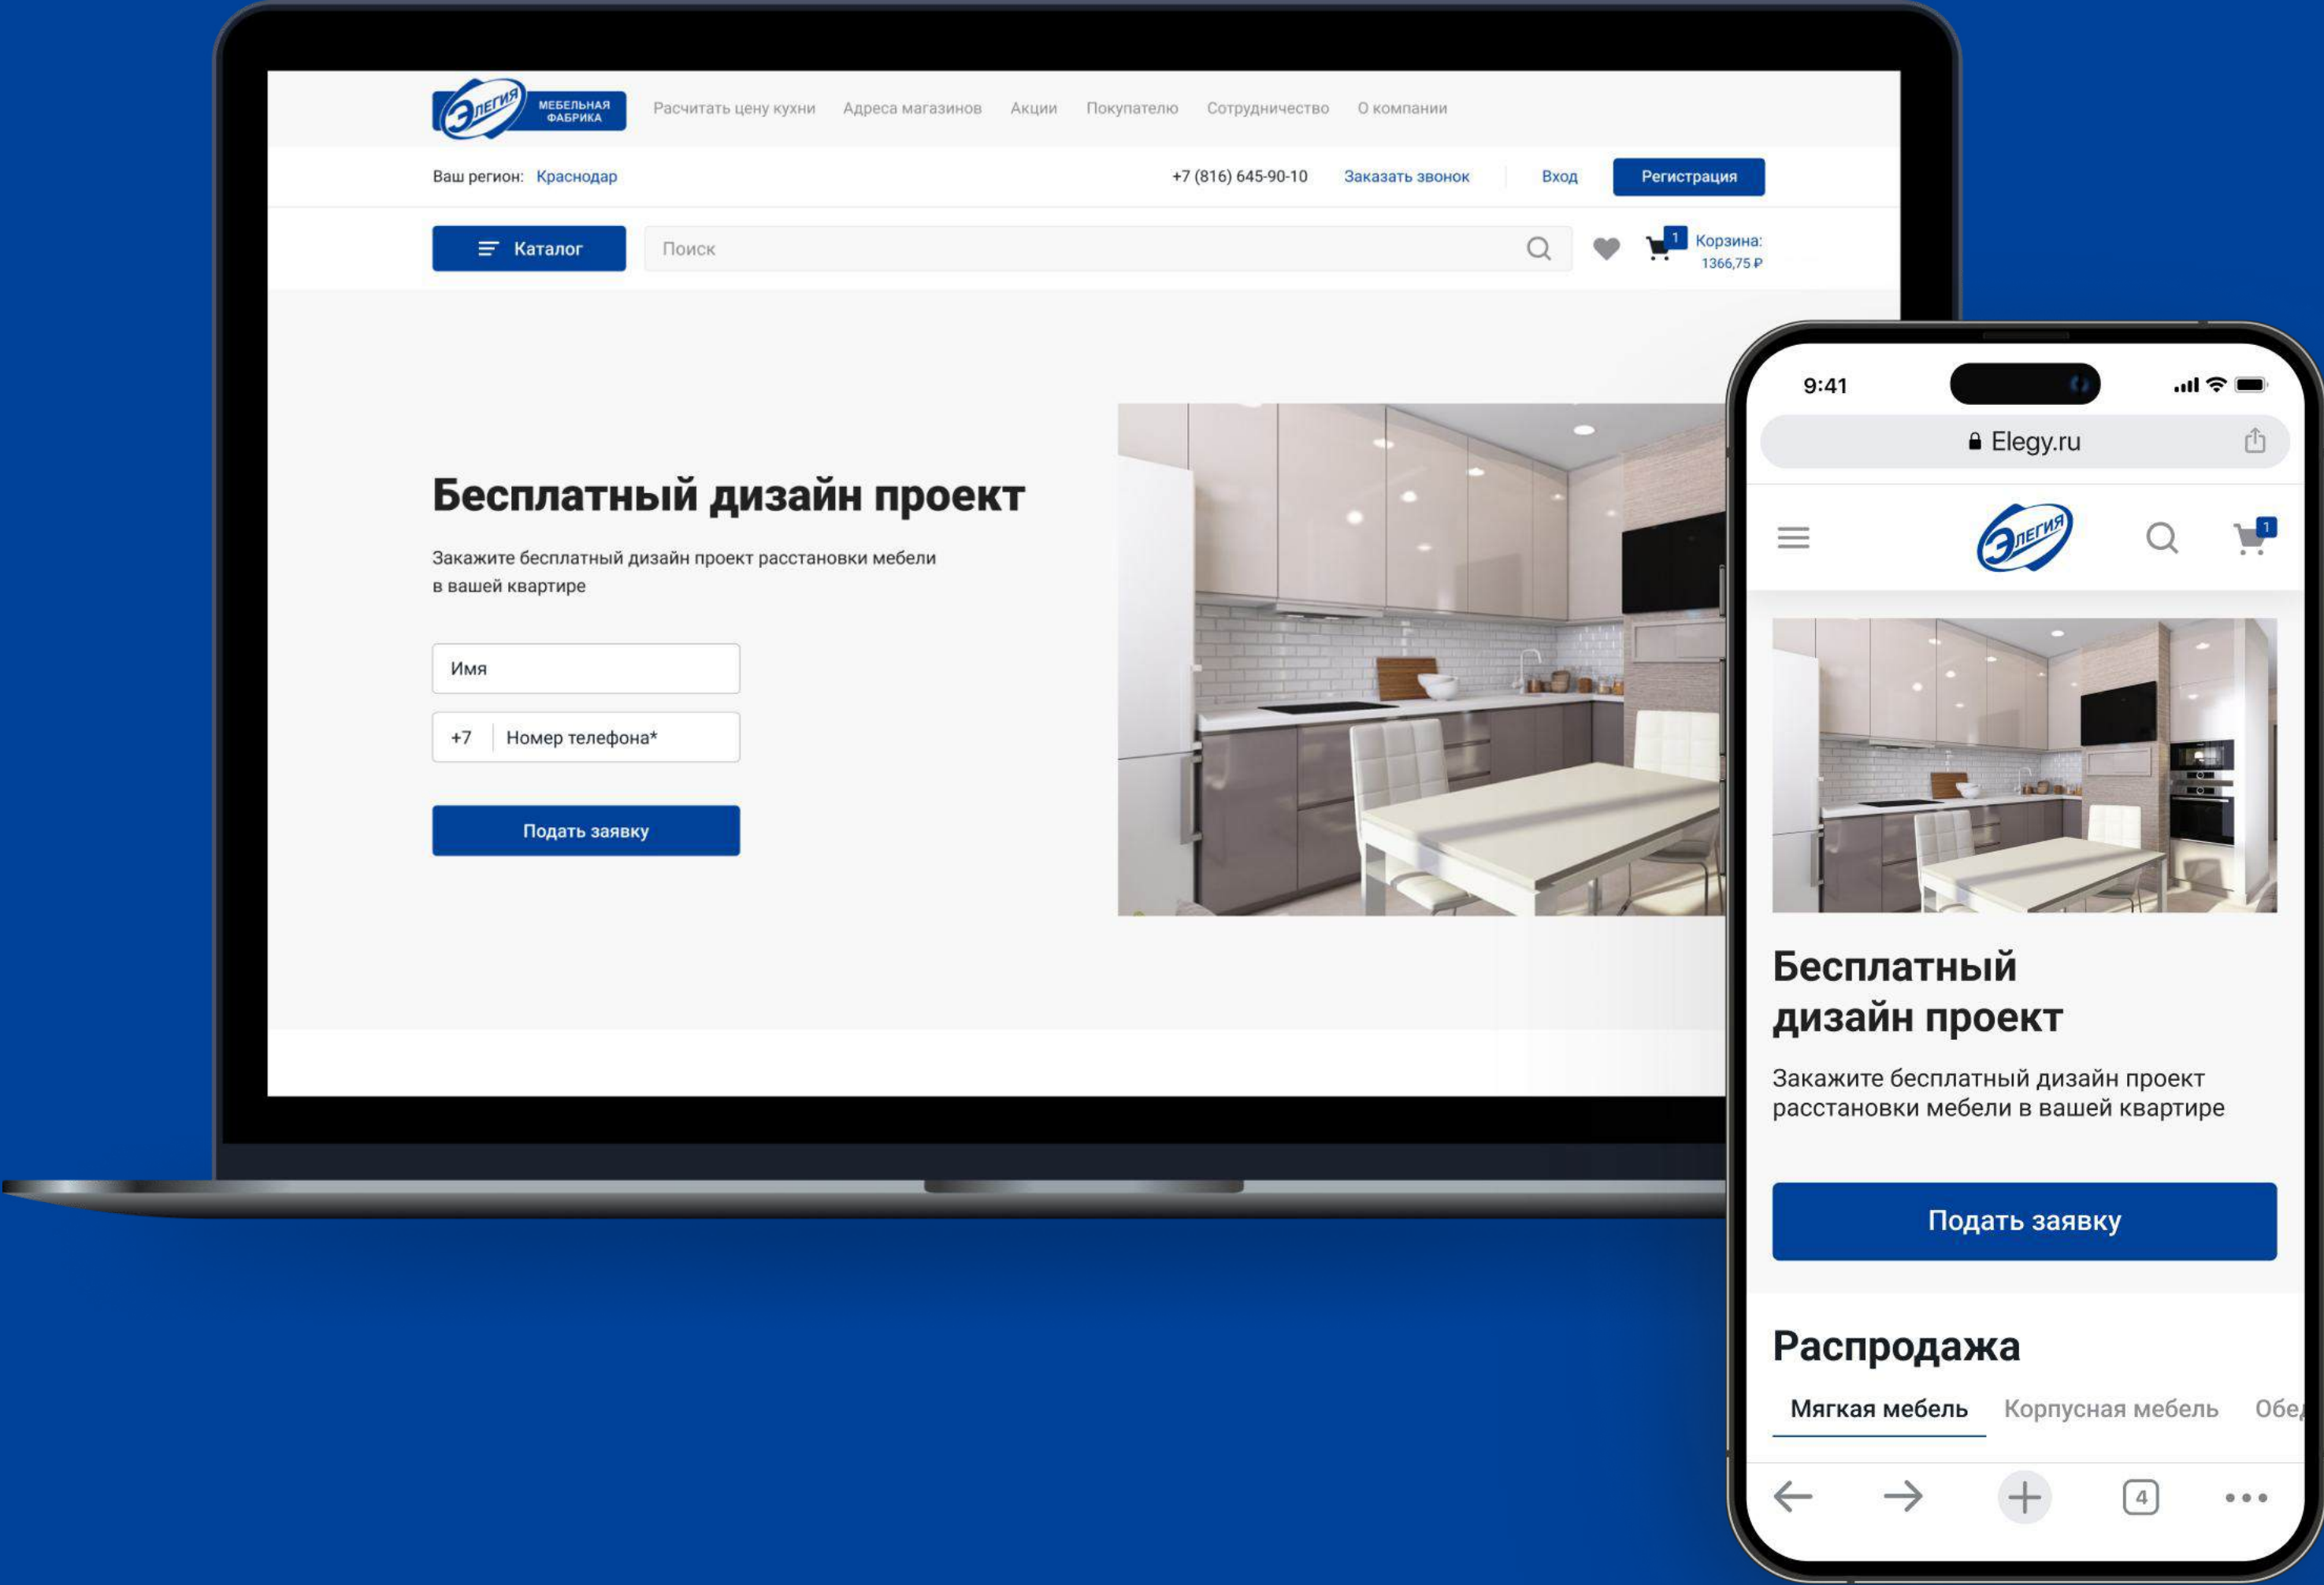 ЭЛЕГИЯ
МЕБЕЛЬНАЯ
ФАБРИКА
Расчитать цену кухни Адреса магазинов Акции Покупателю Сотрудничество О компании
Ваш регион: Краснодар +7 (816) 645-90-10 Заказать звонок Вход Регистрация
Каталог Поиск 1 Корзина:
1366,75 ₽
Бесплатный дизайн проект
Закажите бесплатный дизайн проект расстановки мебели
в вашей квартире
Имя
+7 Номер телефона*
Подать заявку
9:41
Elegy.ru
ЭЛЕГИЯ 1
Бесплатный
дизайн проект
Закажите бесплатный дизайн проект
расстановки мебели в вашей квартире
Подать заявку
Распродажа
Мягкая мебель Корпусная мебель
4